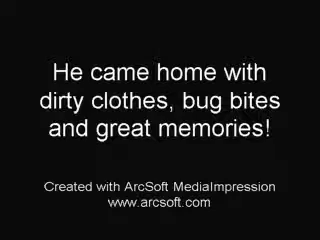 He came home with
dirty clothes, bug bites
and great memories!
Created with ArcSoft MediaImpression
www.arcsoft.com